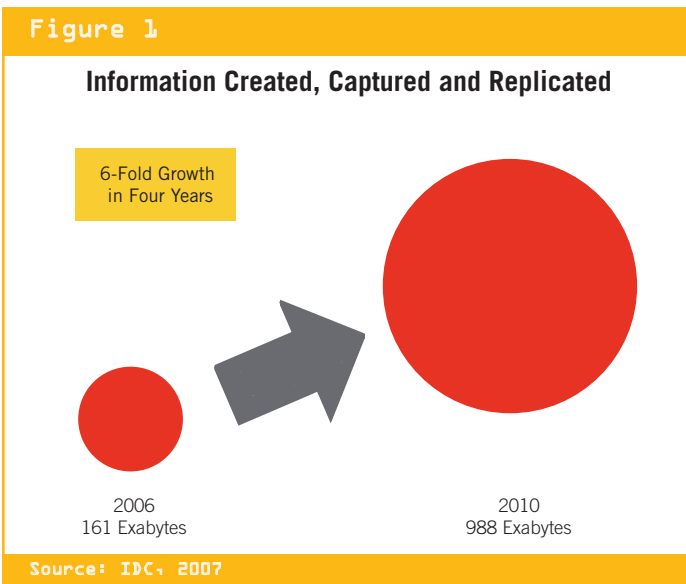 Figure 1
Information Created, Captured and Replicated
6-Fold Growth
in Four Years
2006
161 Exabytes
2010
988 Exabytes
Source: IDC, 2007